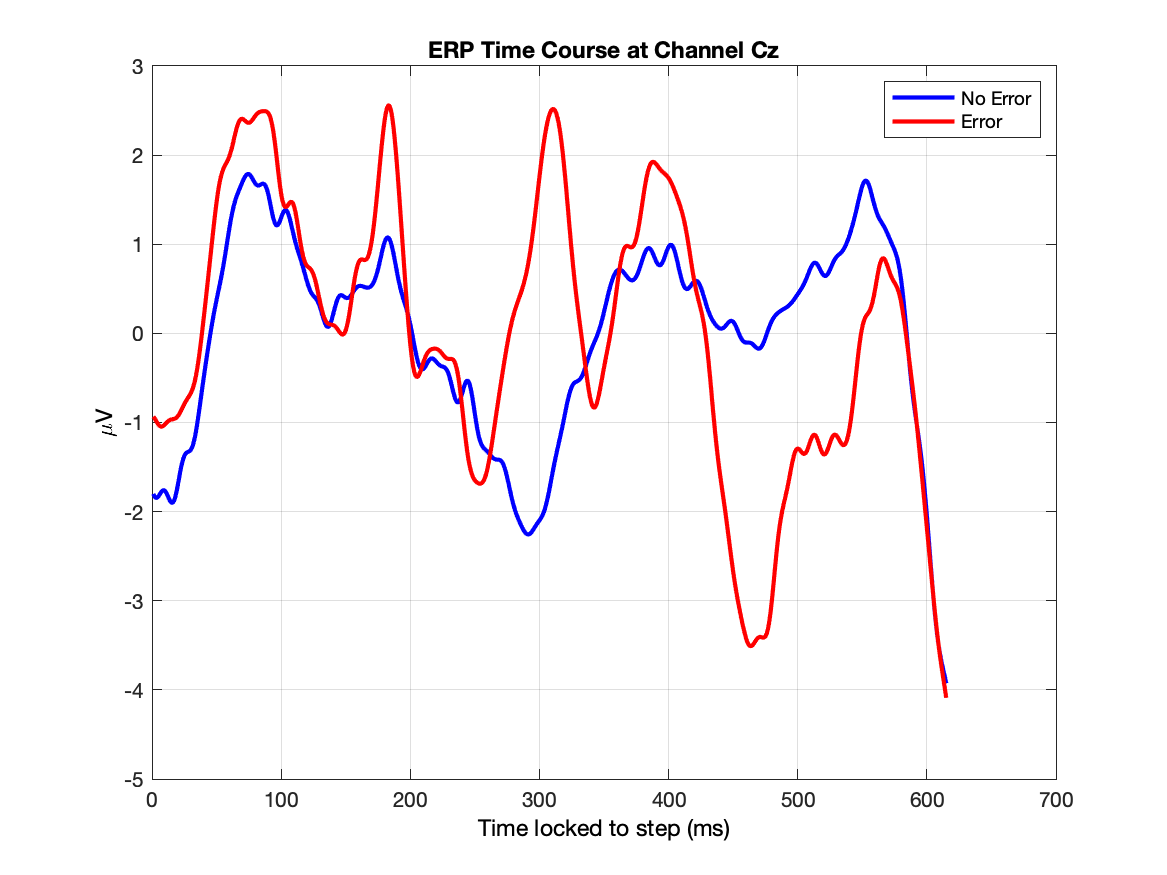 ERP Time Course at Channel Cz
No Error
Error
3
2
1
0
-1
-2
-3
-4
-5
μV
0 100 200 300 400 500 600 700
Time locked to step (ms)